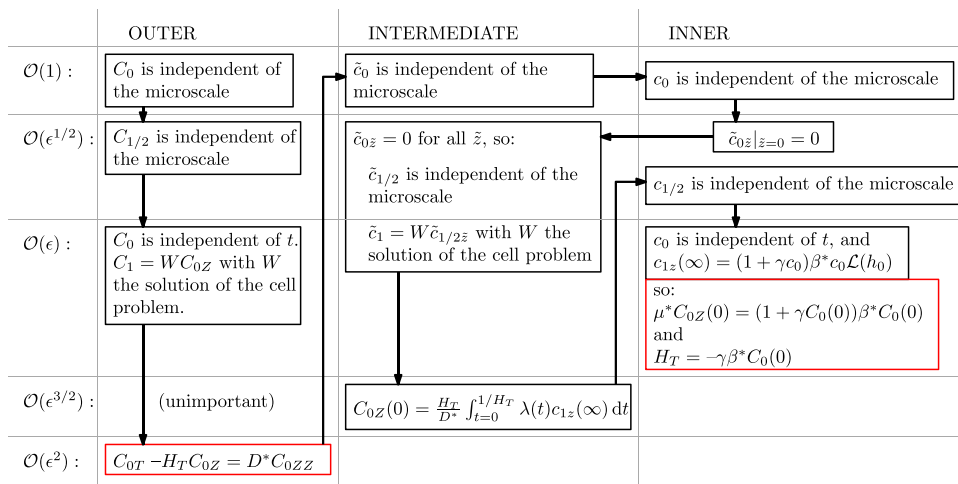 OUTER INTERMEDIATE INNER
O(1) :
C₀ is independent of
the microscale
c̃₀ is independent of the
microscale
c₀ is independent of the microscale
O(ϵ^{1/2}) :
C_{1/2} is independent of
the microscale
c̃_{0z̃} = 0 for all z̃, so:
c̃_{1/2} is independent of the
microscale
c̃₁ = Wc̃_{1/2z̃} with W the
solution of the cell problem
c̃_{0z̃}|_{z̃=0} = 0
c_{1/2} is independent of the microscale
O(ϵ) :
C₀ is independent of t.
C₁ = WC_{0Z} with W
the solution of the cell
problem.
c₀ is independent of t, and
c_{1z}(∞) = (1 + γc₀)β*c₀ℒ(h₀)
so:
μ*C_{0Z}(0) = (1 + γC₀(0))β*C₀(0)
and
H_T = –γβ*C₀(0)
O(ϵ^{3/2}) :
(unimportant)
C_{0Z}(0) = \frac{H_T}{D*} ∫_{t=0}^{1/H_T} λ(t)c_{1z}(∞) dt
O(ϵ²) :
C_{0T} –H_TC_{0Z} = D*C_{0ZZ}